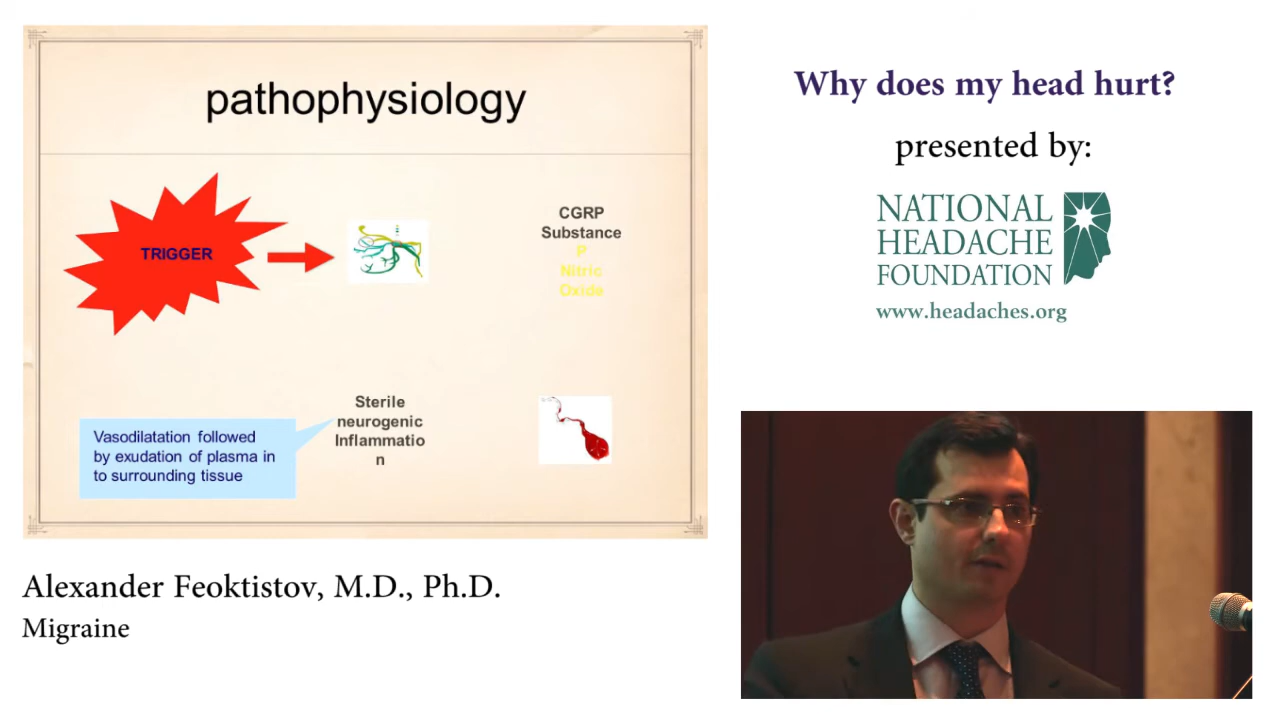 pathophysiology
TRIGGER
CGRP
Substance
P
Nitric
Oxide
Sterile
neurogenic
Inflammatio
n
Vasodilatation followed
by exudation of plasma in
to surrounding tissue
Alexander Feoktistov, M.D., Ph.D.
Migraine
Why does my head hurt?
presented by:
NATIONAL
HEADACHE
FOUNDATION
www.headaches.org